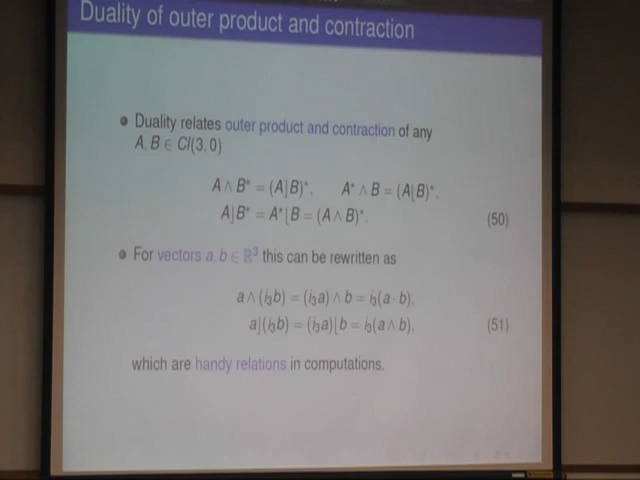 Duality of outer product and contraction
• Duality relates outer product and contraction of any
A, B ∈ Cl(3, 0)
A ∧ B* = (A⌋B)*, A* ∧ B = (A⌊B)*,
A⌋B* = A*⌊B = (A ∧ B)*. (50)
• For vectors a, b ∈ ℝ³ this can be rewritten as
a ∧ (i₃b) = (i₃a) ∧ b = i₃(a · b),
a⌋(i₃b) = (i₃a)⌊b = i₃(a ∧ b), (51)
which are handy relations in computations.